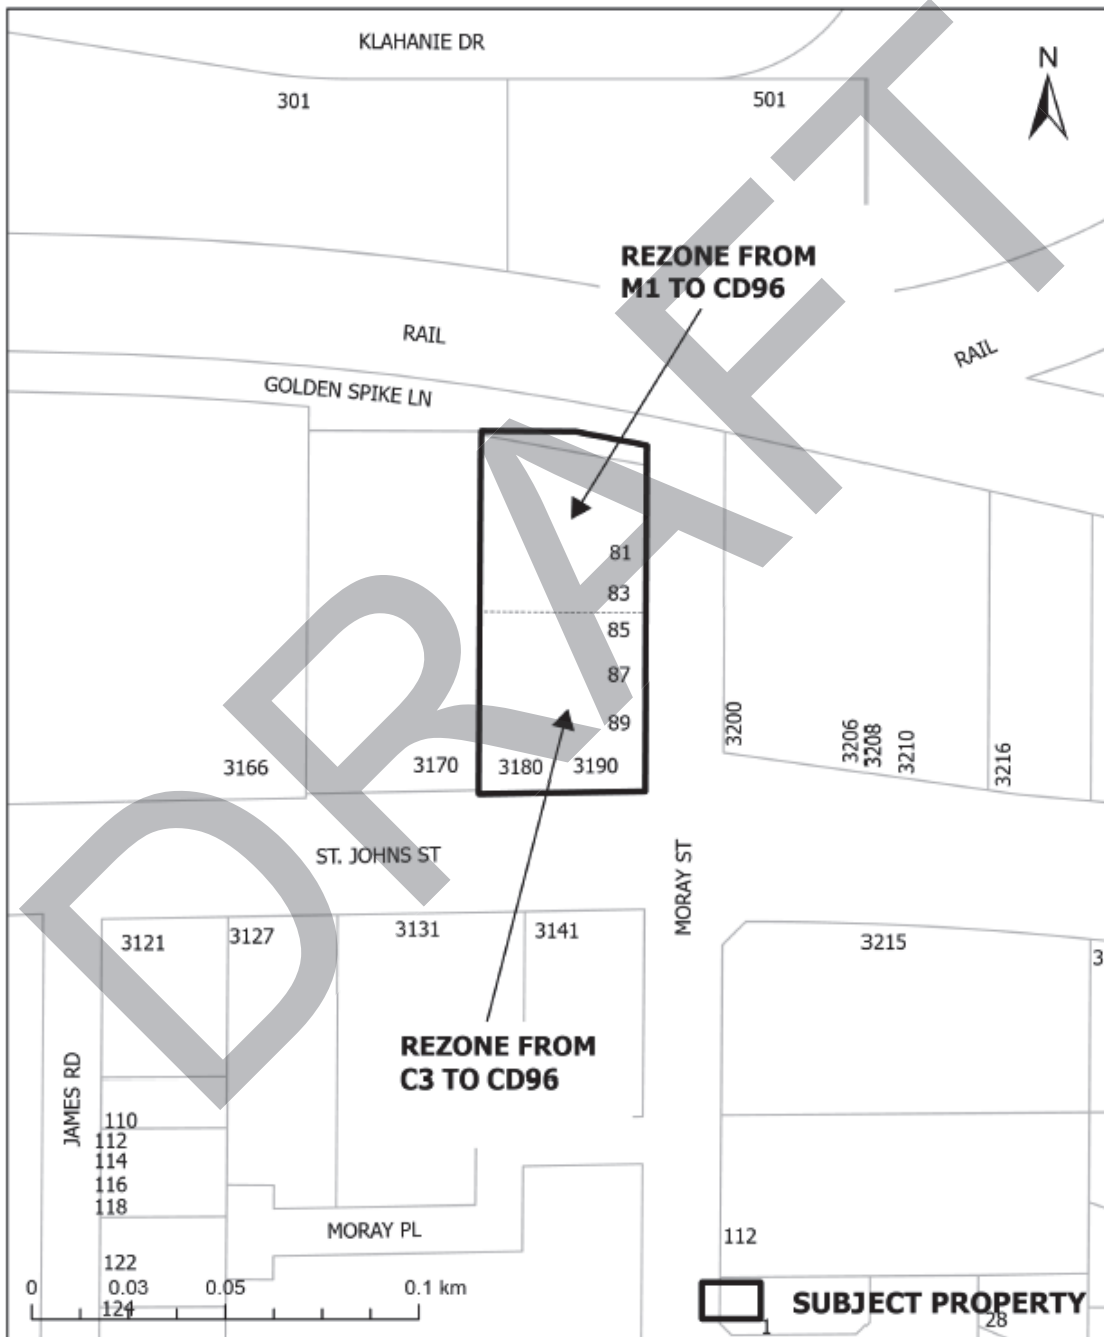 KLAHANIE DR
N
301
501
REZONE FROM
M1 TO CD96
RAIL
RAIL
GOLDEN SPIKE LN
81
83
85
87
89
3166
3170
3180
3190
3200
3206
3208
3210
3216
ST. JOHNS ST
MORAY ST
3121
3127
3131
3141
3215
3
REZONE FROM
C3 TO CD96
JAMES RD
110
112
114
116
118
MORAY PL
112
122
124
0 0.03 0.05 0.1 km
SUBJECT PROPERTY
1
28
DRAFT